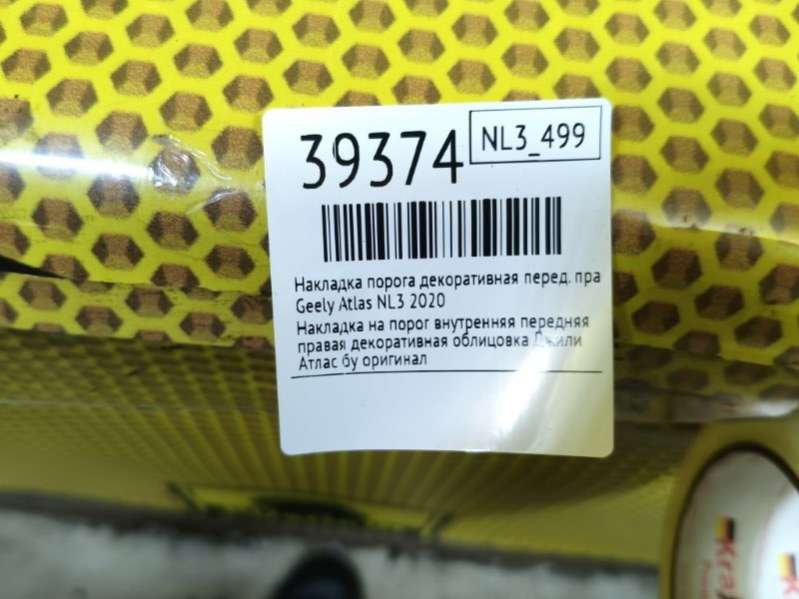 39374
NL3_499
Накладка порога декоративная перед. пра
Geely Atlas NL3 2020
Накладка на порог внутренняя передняя
правая декоративная облицовка Джили
Атлас бу оригинал